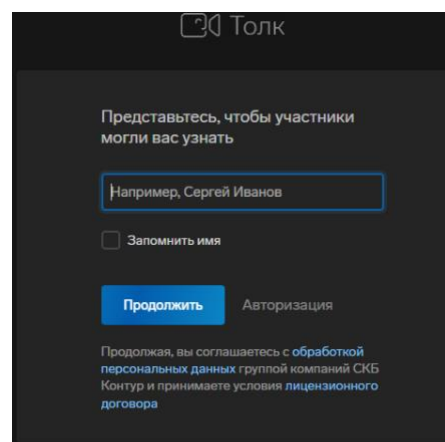 Толк
Представьтесь, чтобы участники
могли вас узнать
Например, Сергей Иванов
Запомнить имя
Продолжить Авторизация
Продолжая, вы соглашаетесь с обработкой
персональных данных группой компаний СКБ
Контур и принимаете условия лицензионного
договора